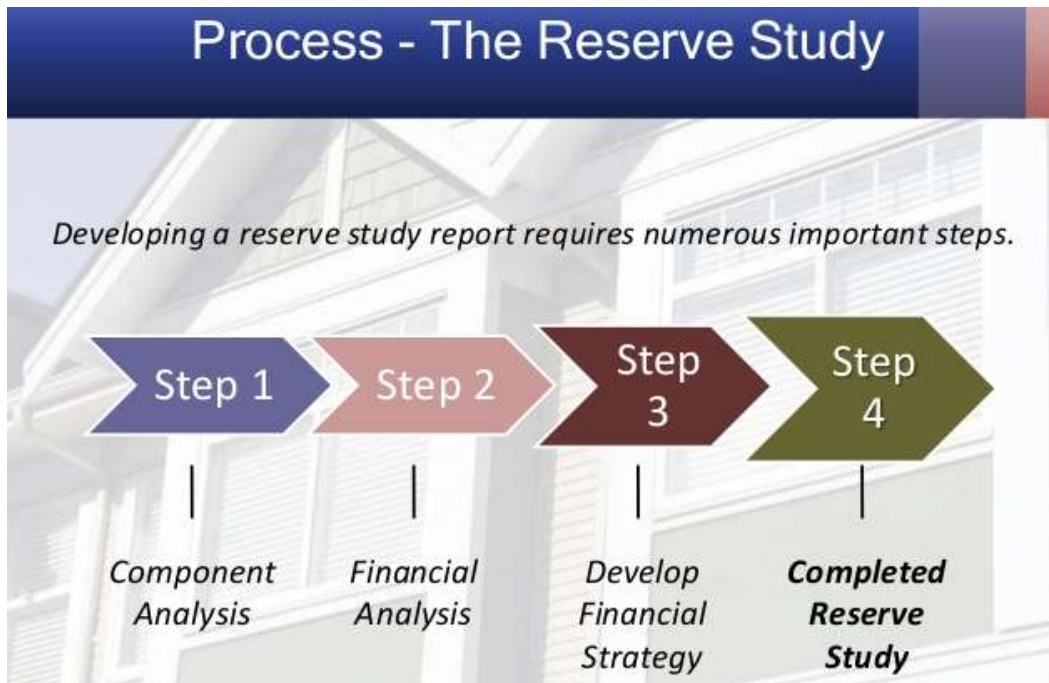 Process - The Reserve Study
Developing a reserve study report requires numerous important steps.
Step 1
Step 2
Step
3
Step
4
Component
Analysis
Financial
Analysis
Develop
Financial
Strategy
Completed
Reserve
Study